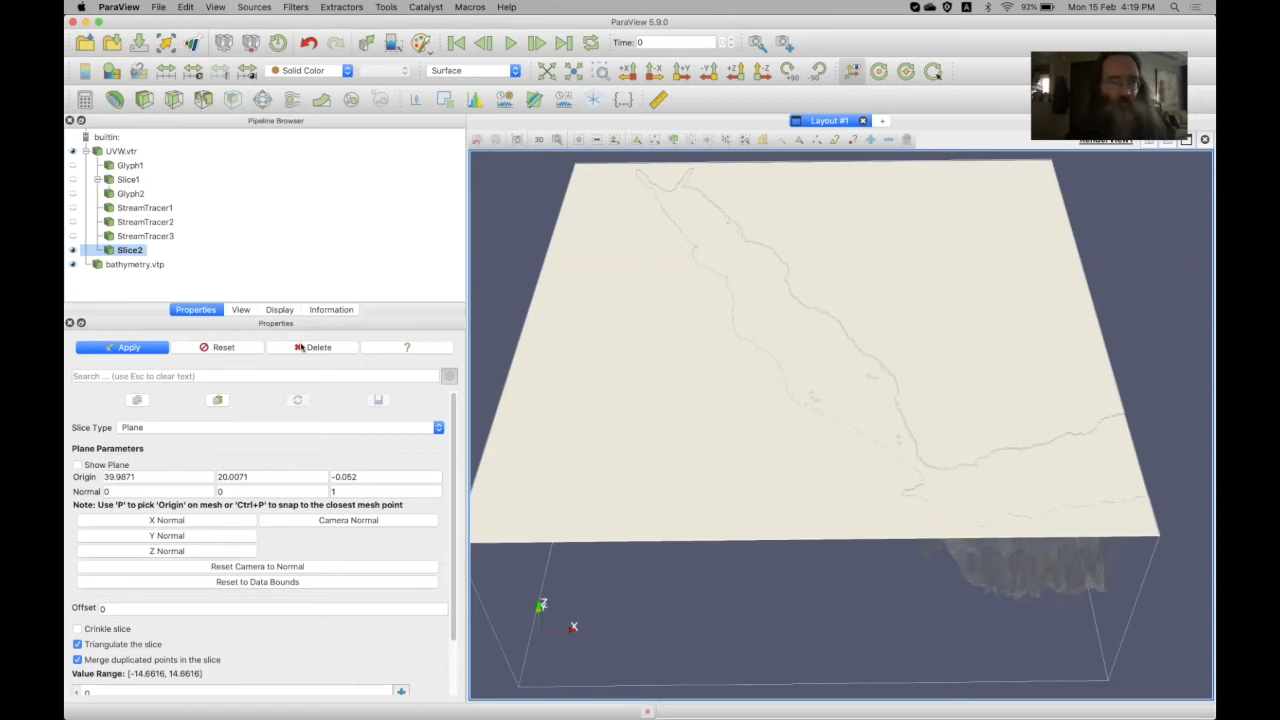 ParaView File Edit View Sources Filters Extractors Tools Catalyst Macros Help A 92% Mon 15 Feb 4:19 PM
ParaView 5.9.0
Time: 0
Solid Color Surface +X -X +Y -Y +Z -Z +90 -90
Pipeline Browser Layout #1
builtin: 3D
UVW.vtr
Glyph1
Slice1
Glyph2
StreamTracer1
StreamTracer2
StreamTracer3
Slice2
bathymetry.vtp
Properties View Display Information
Properties
Apply Reset Delete ?
Search ... (use Esc to clear text)
Slice Type Plane
Plane Parameters
Show Plane
Origin 39.9871 20.0071 -0.052
Normal 0 0 1
Note: Use 'P' to pick 'Origin' on mesh or 'Ctrl+P' to snap to the closest mesh point
X Normal Camera Normal
Y Normal
Z Normal
Reset Camera to Normal
Reset to Data Bounds
Offset 0
Crinkle slice
Triangulate the slice
Merge duplicated points in the slice
Value Range: [-14.6616, 14.6616]
1 0
Z
X